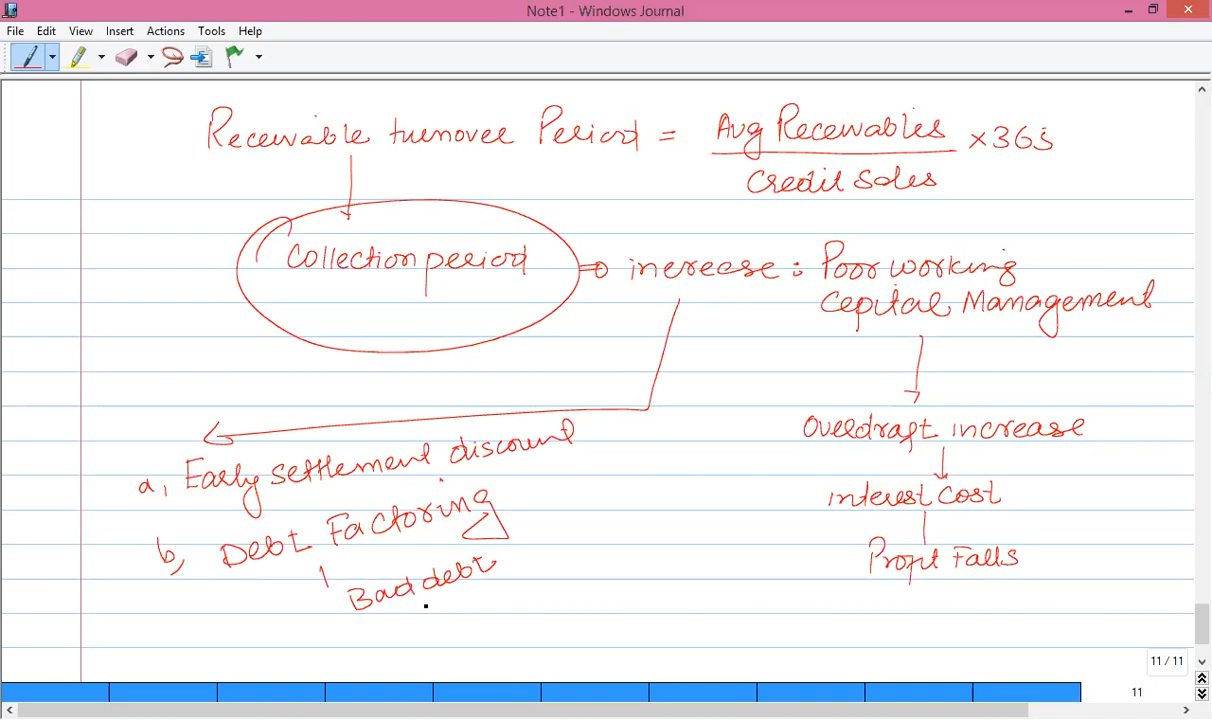 Note1 - Windows Journal
File Edit View Insert Actions Tools Help
Receivable turnover Period = Avg Receivables × 365
Credit Sales
Collection period ⇒ increase : Poor working
Cepital Management
Overdraft increase
a, Early settlement discount
interest Cost
b, Debt Factoring
Profit Falls
Bad debt
11 / 11
11